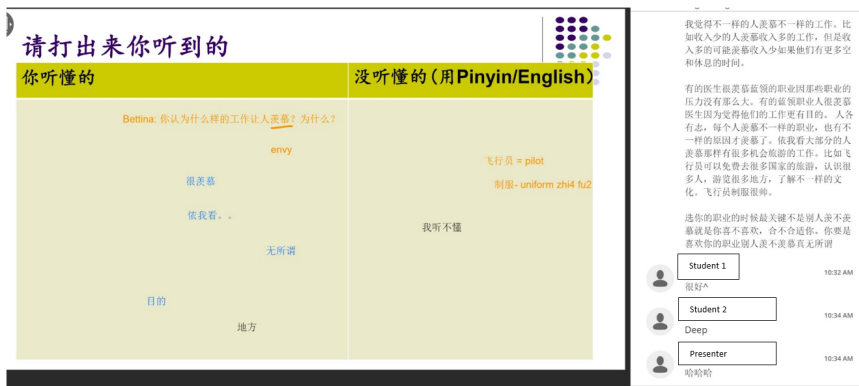 请打出来你听到的
你听懂的
没听懂的(用Pinyin/English)
Bettina: 你认为什么样的工作让人羡慕? 为什么?
envy
很羡慕
依我看。。
无所谓
目的
地方
飞行员 = pilot
制服- uniform zhi4 fu2
我听不懂
我觉得不一样的人羡慕不一样的工作。比
如收入少的人羡慕收入多的工作，但是收
入多的可能羡慕收入少如果他们有更多空
和休息的时间。
有的医生很羡慕蓝领的职业因那些职业的
压力没有那么大。有的蓝领职业人很羡慕
医生因为觉得他们的工作更有目的。 人各
有志，每个人羡慕不一样的职业，也有不
一样的原因才羡慕了。依我看大部分的人
羡慕那样有很多机会旅游的工作。比如飞
行员可以免费去很多国家的旅游，认识很
多人，游览很多地方，了解不一样的文
化。飞行员制服很帅。
选你的职业的时候最关键不是别人羡不羡
慕就是你喜不喜欢，合不合适你。你要是
喜欢你的职业别人羡不羡慕真无所谓
Student 1
10:32 AM
很好^
Student 2
10:34 AM
Deep
Presenter
10:34 AM
哈哈哈